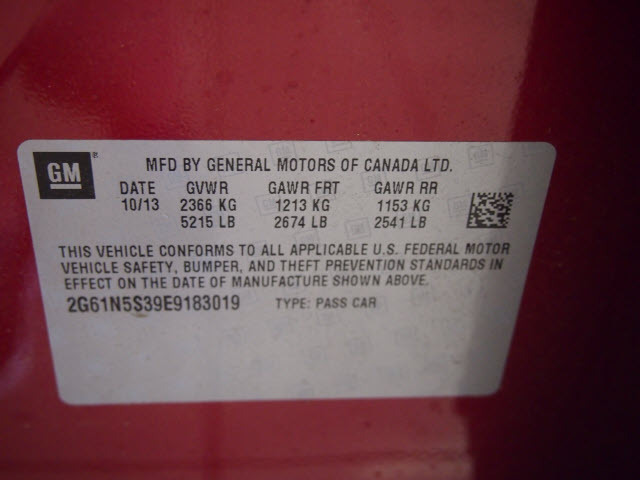 GM ®
MFD BY GENERAL MOTORS OF CANADA LTD.
DATE GVWR GAWR FRT GAWR RR
10/13 2366 KG 1213 KG 1153 KG
5215 LB 2674 LB 2541 LB
THIS VEHICLE CONFORMS TO ALL APPLICABLE U.S. FEDERAL MOTOR
VEHICLE SAFETY, BUMPER, AND THEFT PREVENTION STANDARDS IN
EFFECT ON THE DATE OF MANUFACTURE SHOWN ABOVE.
2G61N5S39E9183019 TYPE: PASS CAR